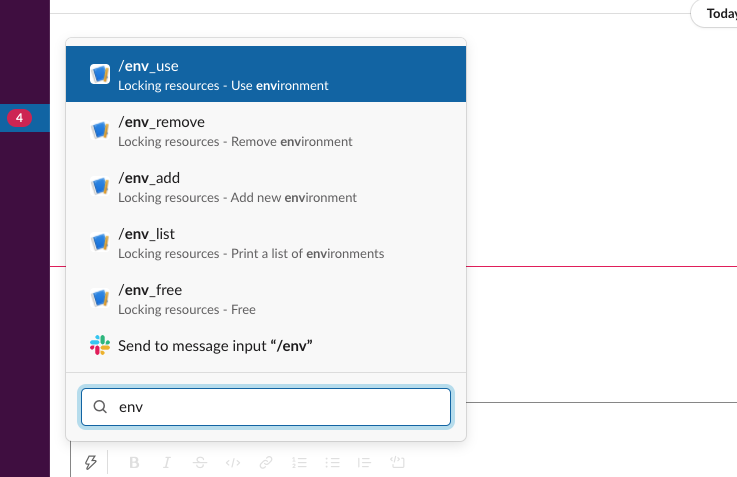 Today
/env_use
Locking resources - Use environment
4
/env_remove
Locking resources - Remove environment
/env_add
Locking resources - Add new environment
/env_list
Locking resources - Print a list of environments
/env_free
Locking resources - Free
Send to message input “/env”
env
B I S </>